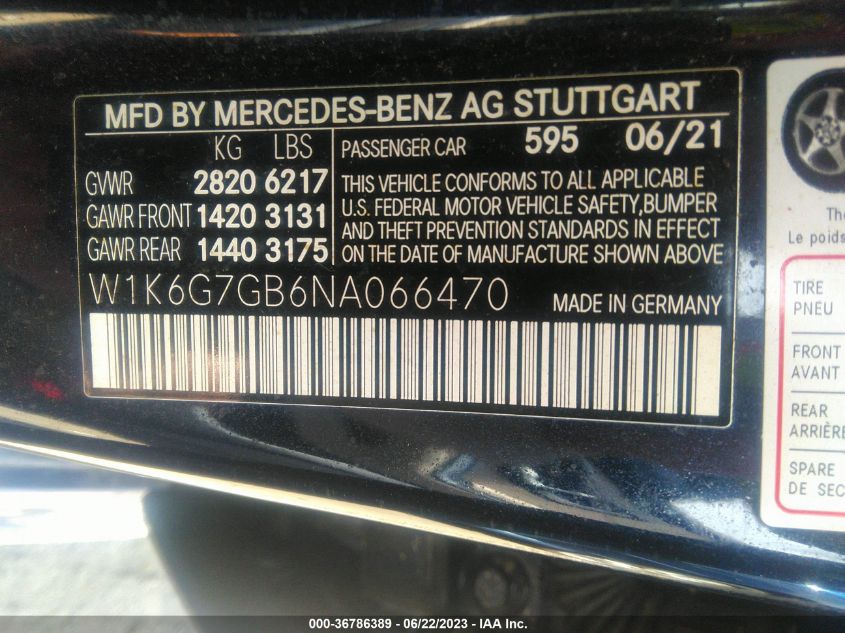 MFD BY MERCEDES-BENZ AG STUTTGART
KG LBS
GVWR 2820 6217
GAWR FRONT 1420 3131
GAWR REAR 1440 3175
PASSENGER CAR 595 06/21
THIS VEHICLE CONFORMS TO ALL APPLICABLE
U.S. FEDERAL MOTOR VEHICLE SAFETY,BUMPER
AND THEFT PREVENTION STANDARDS IN EFFECT
ON THE DATE OF MANUFACTURE SHOWN ABOVE
W1K6G7GB6NA066470
MADE IN GERMANY
Le poids
TIRE
PNEU
FRONT
AVANT
REAR
ARRIÈRE
SPARE
DE SEC
000-36786389 - 06/22/2023 - IAA Inc.